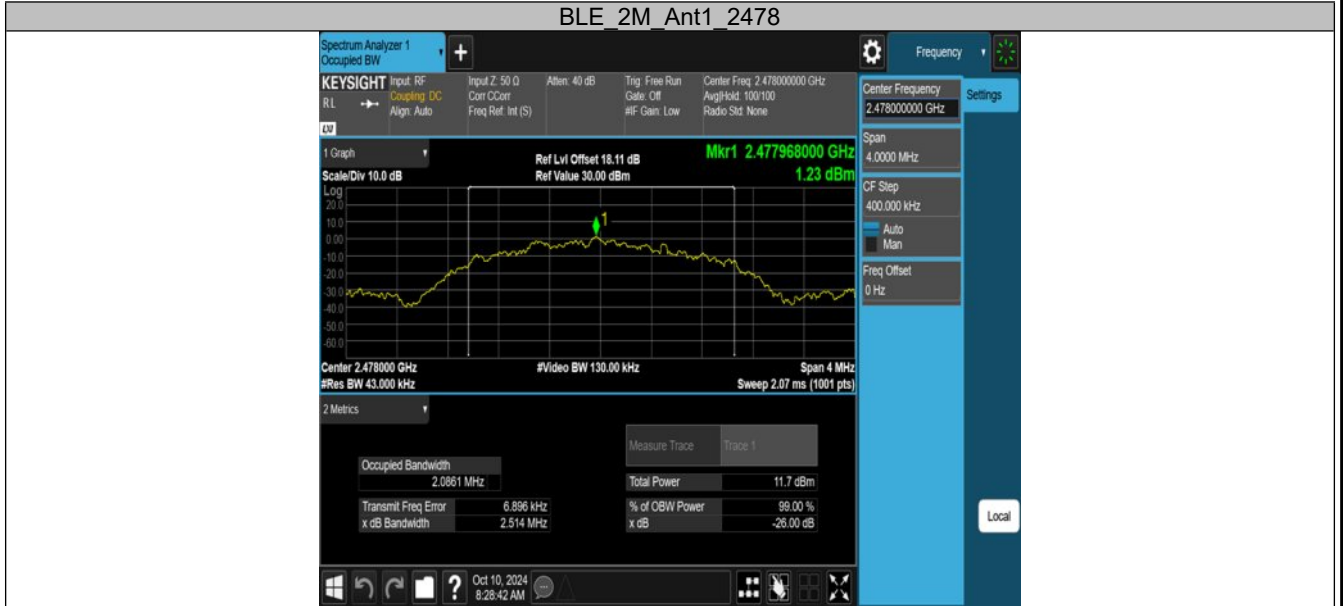 BLE_2M_Ant1_2478
Spectrum Analyzer 1
Occupied BW
+
Frequency
KEYSIGHT
RL
Input: RF
Coupling: DC
Align: Auto
Input Z: 50 Ω
Corr CCorr
Freq Ref: Int (S)
Atten: 40 dB
Trig: Free Run
Gate: Off
#IF Gain: Low
Center Freq: 2.478000000 GHz
Avg|Hold: 100/100
Radio Std: None
Center Frequency
2.478000000 GHz
Settings
Span
4.0000 MHz
CF Step
400.000 kHz
Auto
Man
Freq Offset
0 Hz
Local
1 Graph
Scale/Div 10.0 dB
Ref Lvl Offset 18.11 dB
Ref Value 30.00 dBm
Mkr1 2.477968000 GHz
1.23 dBm
Log
20.0
10.0
0.00
-10.0
-20.0
-30.0
-40.0
-50.0
-60.0
1
Center 2.478000 GHz
#Video BW 130.00 kHz
Span 4 MHz
#Res BW 43.000 kHz
Sweep 2.07 ms (1001 pts)
2 Metrics
Measure Trace Trace 1
Occupied Bandwidth
2.0861 MHz
Total Power 11.7 dBm
Transmit Freq Error 6.896 kHz
% of OBW Power 99.00 %
x dB Bandwidth 2.514 MHz
x dB -26.00 dB
?
Oct 10, 2024
8:28:42 AM